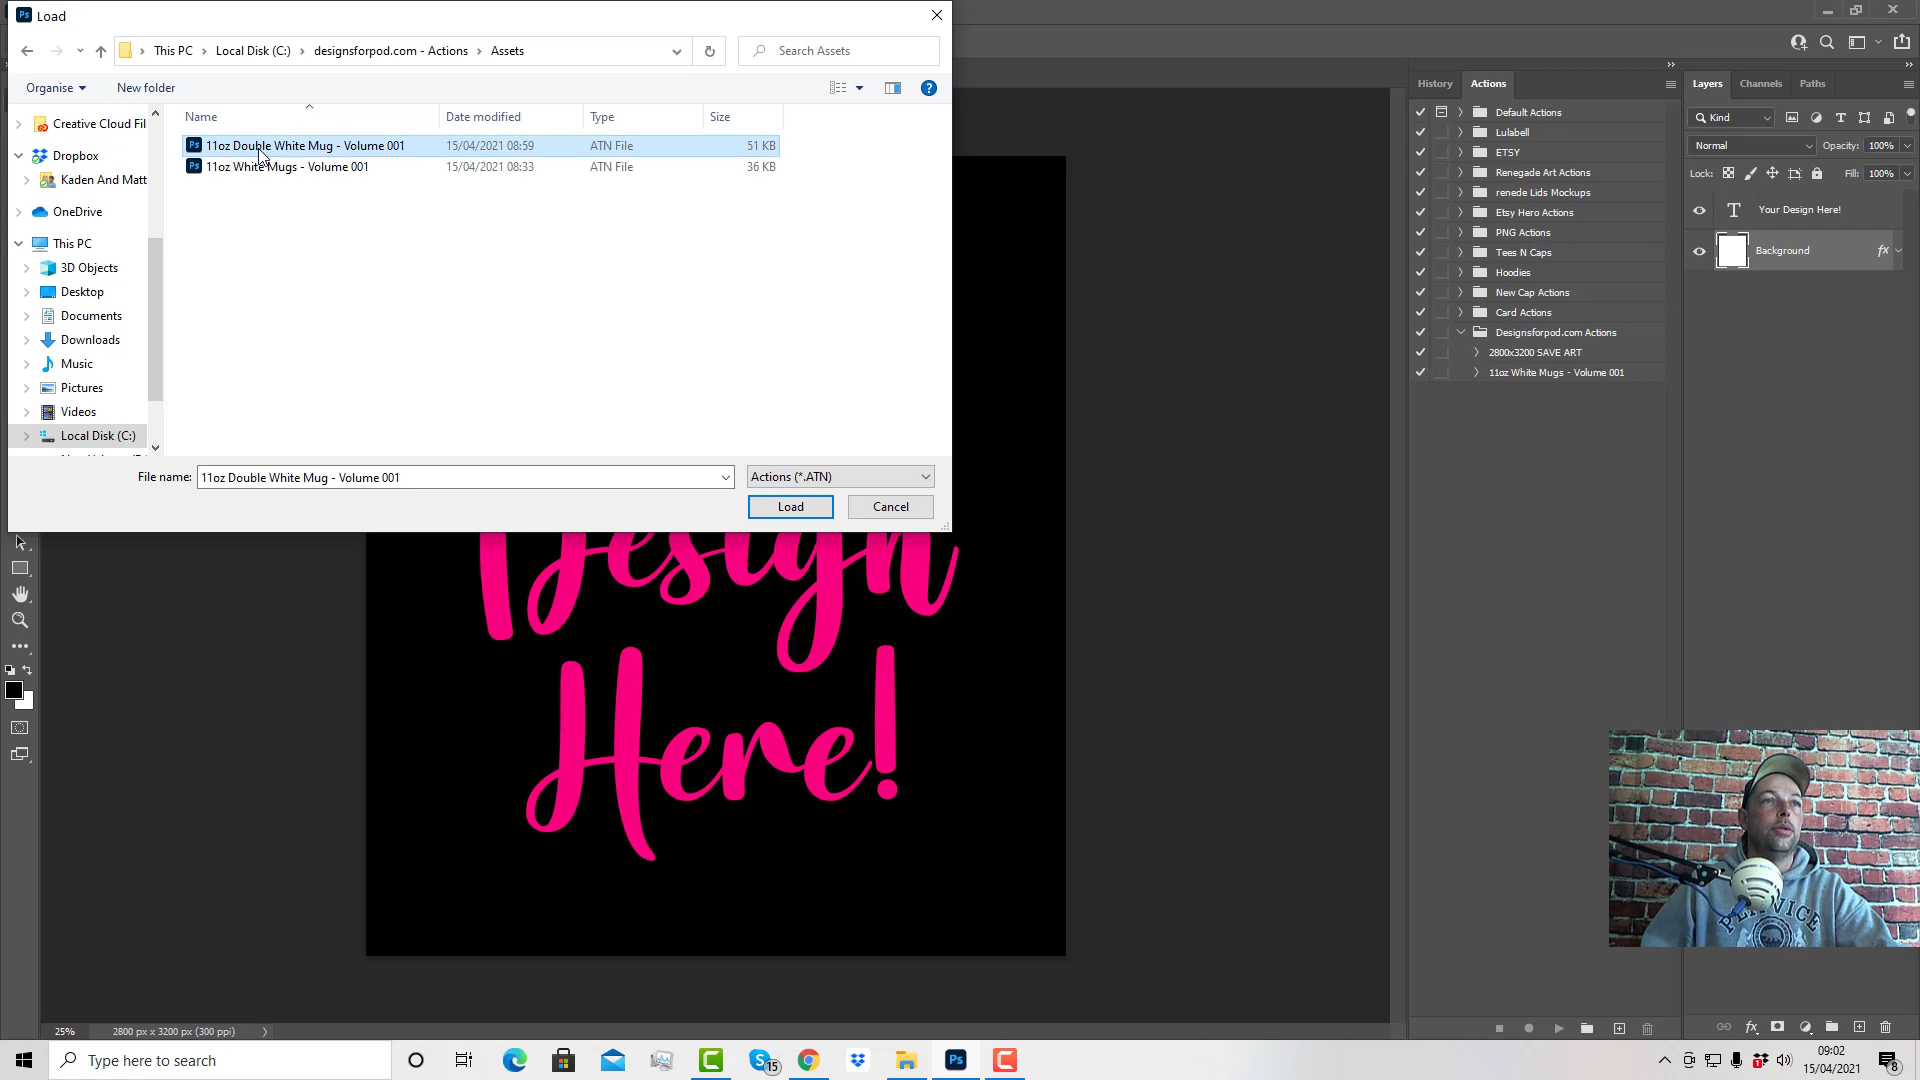 Ps Load
This PC > Local Disk (C:) > designsforpod.com - Actions > Assets
Search Assets
Organise
New folder
Name
Date modified
Type
Size
Ps 11oz Double White Mug - Volume 001 15/04/2021 08:59 ATN File 51 KB
Ps 11oz White Mugs - Volume 001 15/04/2021 08:33 ATN File 36 KB
Creative Cloud Fil
Dropbox
Kaden And Matt
OneDrive
This PC
3D Objects
Desktop
Documents
Downloads
Music
Pictures
Videos
Local Disk (C:)
File name: 11oz Double White Mug - Volume 001
Actions (*.ATN)
Load
Cancel
Design
Here!
25%
2800 px x 3200 px (300 ppi)
History
Actions
Default Actions
Lulabell
ETSY
Renegade Art Actions
renede Lids Mockups
Etsy Hero Actions
PNG Actions
Tees N Caps
Hoodies
New Cap Actions
Card Actions
Designsforpod.com Actions
2800x3200 SAVE ART
11oz White Mugs - Volume 001
Layers
Channels
Paths
Kind
Normal
Opacity: 100%
Lock:
Fill: 100%
T Your Design Here!
Background
fx
Type here to search
15
Ps
09:02
15/04/2021
8